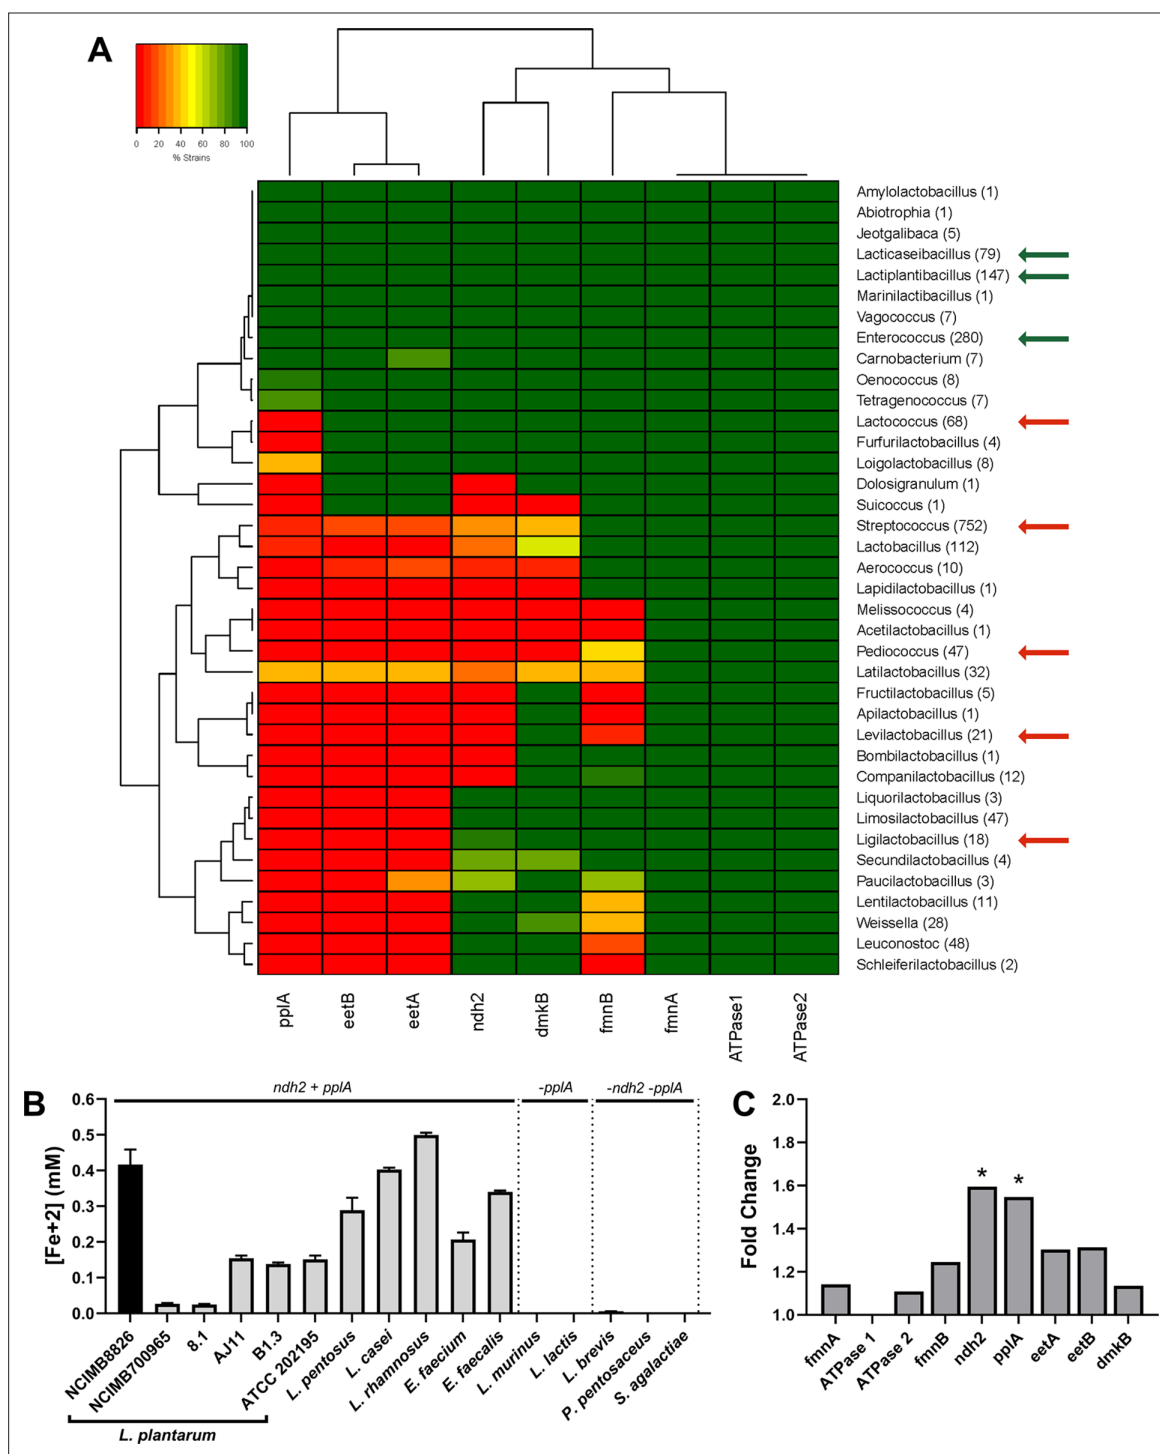 A
0 20 40 60 80 100
% Strains
Amylolactobacillus (1)
Abiotrophia (1)
Jeotgalibaca (5)
Lacticaseibacillus (79)
Lactiplantibacillus (147)
Marinilactibacillus (1)
Vagococcus (7)
Enterococcus (280)
Carnobacterium (7)
Oenococcus (8)
Tetragenococcus (7)
Lactococcus (68)
Furfurilactobacillus (4)
Loigolactobacillus (8)
Dolosigranulum (1)
Suicoccus (1)
Streptococcus (752)
Lactobacillus (112)
Aerococcus (10)
Lapidilactobacillus (1)
Melissococcus (4)
Acetilactobacillus (1)
Pediococcus (47)
Latilactobacillus (32)
Fructilactobacillus (5)
Apilactobacillus (1)
Levilactobacillus (21)
Bombilactobacillus (1)
Companilactobacillus (12)
Liquorilactobacillus (3)
Limosilactobacillus (47)
Ligilactobacillus (18)
Secundilactobacillus (4)
Paucilactobacillus (3)
Lentilactobacillus (11)
Weissella (28)
Leuconostoc (48)
Schleiferilactobacillus (2)
pplA
eetB
eetA
ndh2
dmkB
fmnB
fmnA
ATPase1
ATPase2
B
ndh2 + pplA
-pplA
-ndh2 -pplA
[Fe+2] (mM)
0.6
0.5
0.4
0.3
0.2
0.1
0.0
NCIMB8826
NCIMB700965
8.1
AJ11
B1.3
ATCC 202195
L. pentosus
L. casei
L. rhamnosus
E. faecium
E. faecalis
L. murinus
L. lactis
L. brevis
P. pentosaceus
S. agalactiae
L. plantarum
C
Fold Change
2.0
1.8
1.6
1.4
1.2
1.0
* *
fmnA
ATPase 1
ATPase 2
fmnB
ndh2
pplA
eetA
eetB
dmkB